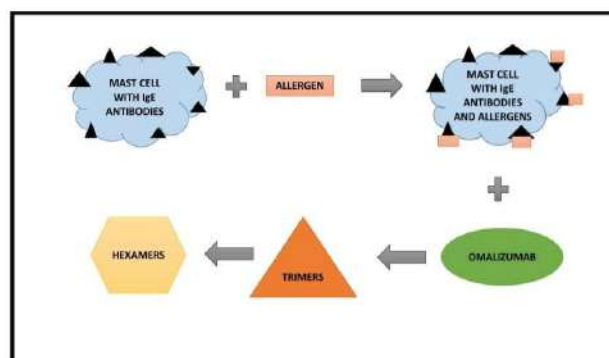 MAST CELL
WITH IgE
ANTIBODIES
ALLERGEN
MAST CELL
WITH IgE
ANTIBODIES
AND ALLERGENS
HEXAMERS
TRIMERS
OMALIZUMAB